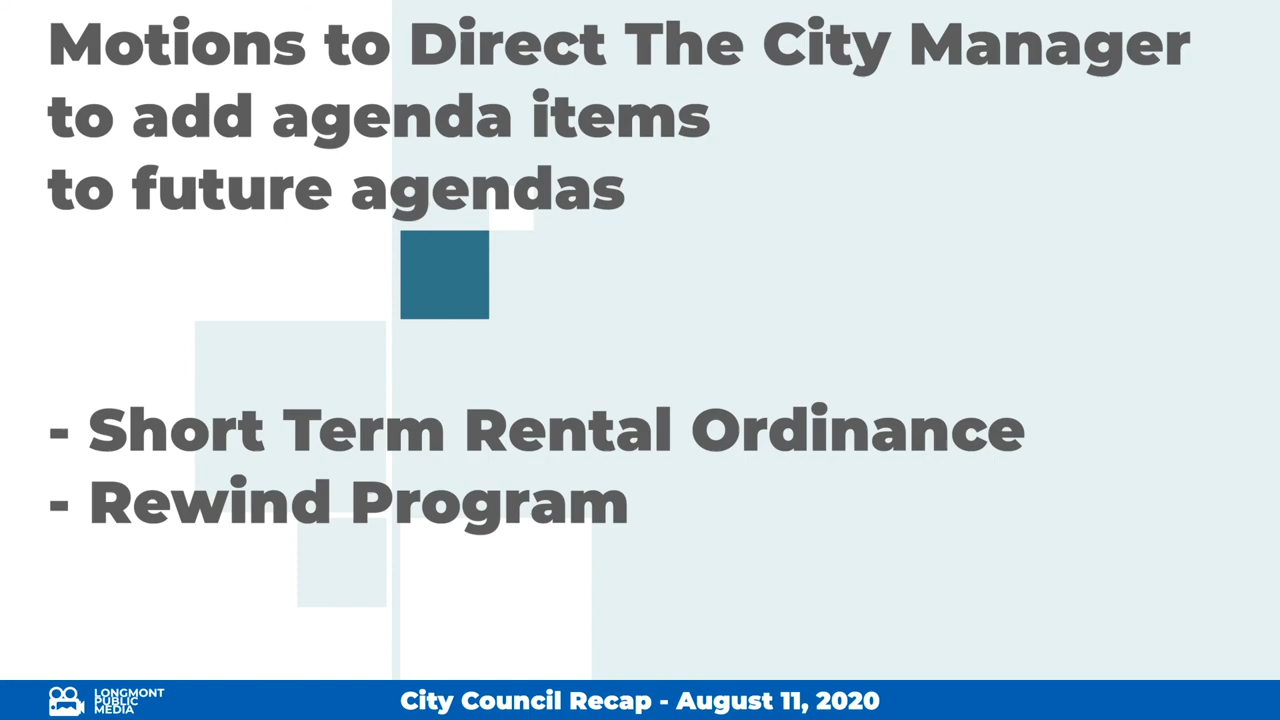 Motions to Direct The City Manager
to add agenda items
to future agendas
- Short Term Rental Ordinance
- Rewind Program
LONGMONT
PUBLIC
MEDIA
City Council Recap - August 11, 2020